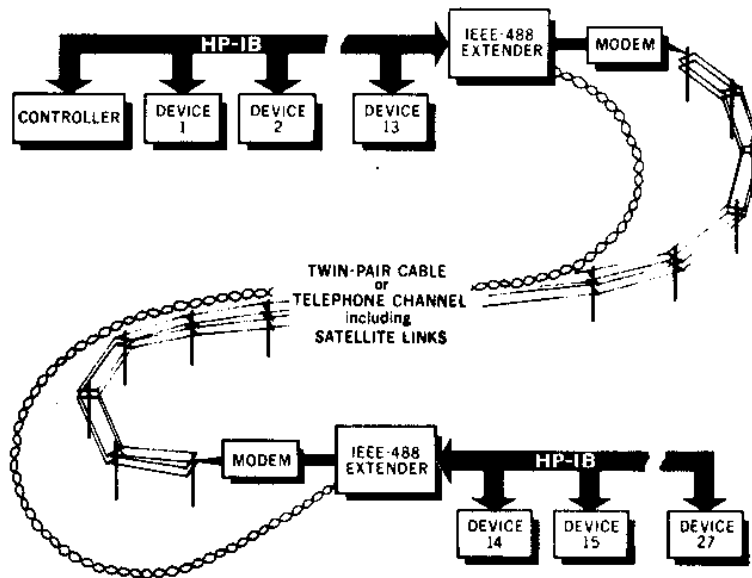 HP-IB
IEEE-488
EXTENDER
MODEM
CONTROLLER
DEVICE
1
DEVICE
2
DEVICE
13
TWIN-PAIR CABLE
or
TELEPHONE CHANNEL
including
SATELLITE LINKS
MODEM
IEEE-488
EXTENDER
HP-IB
DEVICE
14
DEVICE
15
DEVICE
27